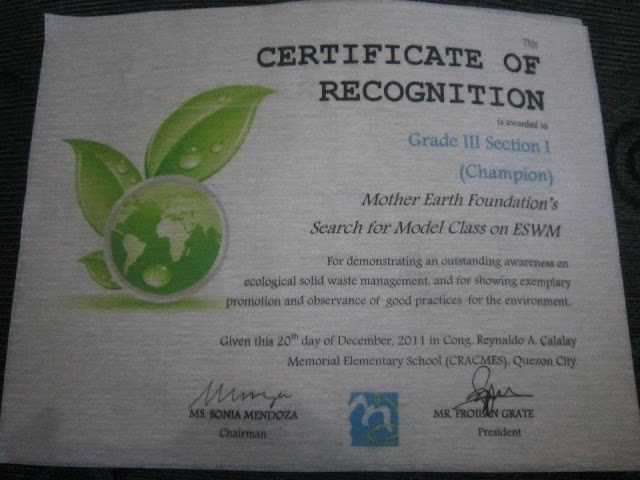 This
CERTIFICATE OF
RECOGNITION
is awarded to
Grade III Section I
(Champion)
Mother Earth Foundation's
Search for Model Class on ESWM
For demonstrating an outstanding awareness on
ecological solid waste management, and for showing exemplary
promotion and observance of good practices for the environment.
Given this 20th day of December, 2011 in Cong. Reynaldo A. Calalay
Memorial Elementary School (CRACMES), Quezon City
MS. SONIA MENDOZA
Chairman
MR. FROILAN GRATE
President